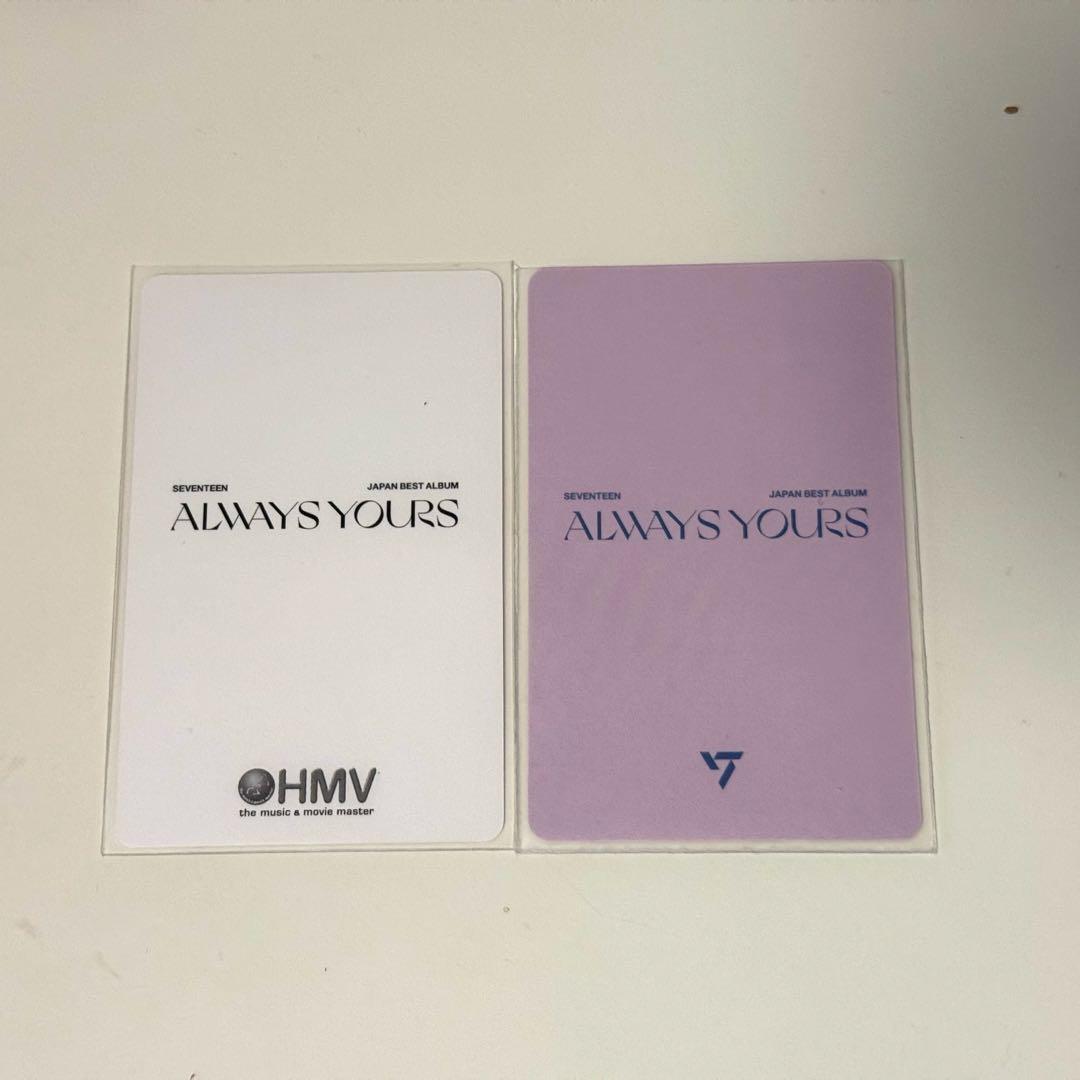 SEVENTEEN JAPAN BEST ALBUM
ALWAYS YOURS
HMV
the music & movie master
SEVENTEEN JAPAN BEST ALBUM
ALWAYS YOURS